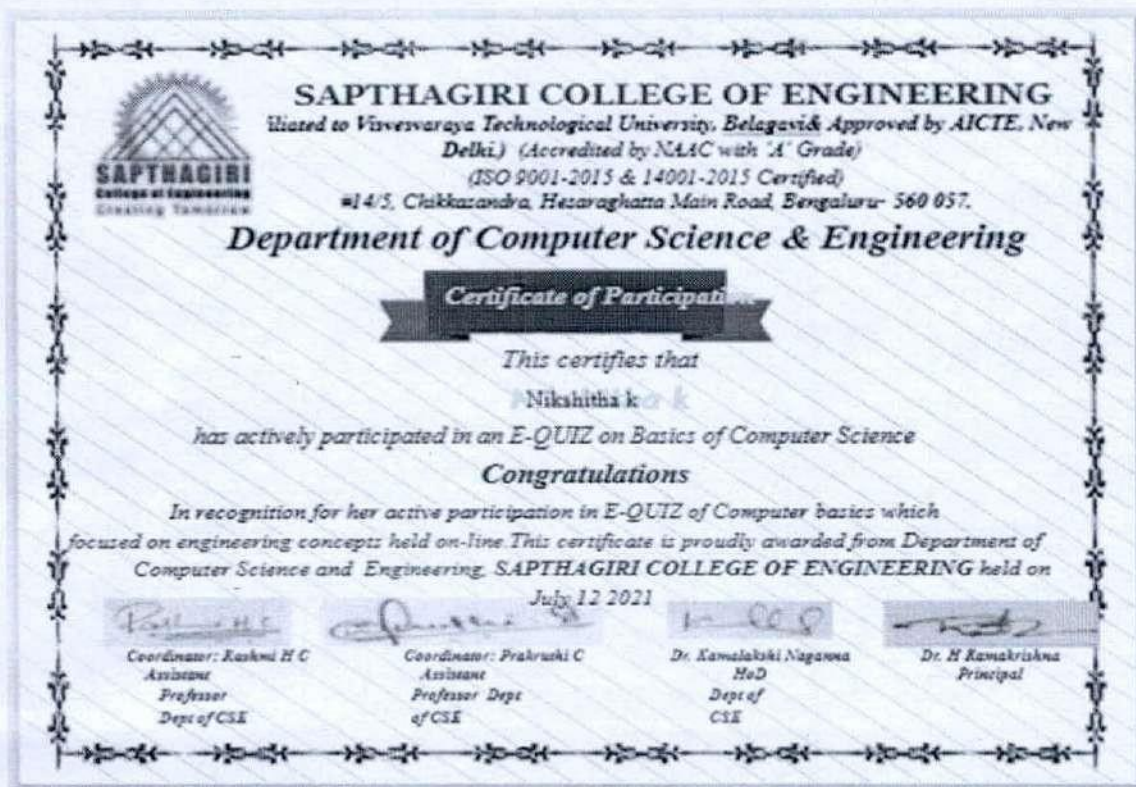 SAPTHAGIRI COLLEGE OF ENGINEERING
iliated to Visvesvaraya Technological University, Belagavi& Approved by AICTE, New
Delhi.) (Accredited by NAAC with 'A' Grade)
(ISO 9001-2015 & 14001-2015 Certified)
#14/5, Chikkasandra, Hesaraghatta Main Road, Bengaluru- 560 057.
SAPTHAGIRI
College of Engineering
Creating Tomorrow
Department of Computer Science & Engineering
Certificate of Participation
This certifies that
Nikshitha k
has actively participated in an E-QUIZ on Basics of Computer Science
Congratulations
In recognition for her active participation in E-QUIZ of Computer basics which
focused on engineering concepts held on-line This certificate is proudly awarded from Department of
Computer Science and Engineering, SAPTHAGIRI COLLEGE OF ENGINEERING held on
July 12 2021
Coordinator: Rashmi H C
Assistant
Professor
Dept of CSE
Coordinator: Prakruthi C
Assistant
Professor Dept
of CSE
Dr. Kamalakshi Naganna
HoD
Dept of
CSE
Dr. H Ramakrishna
Principal